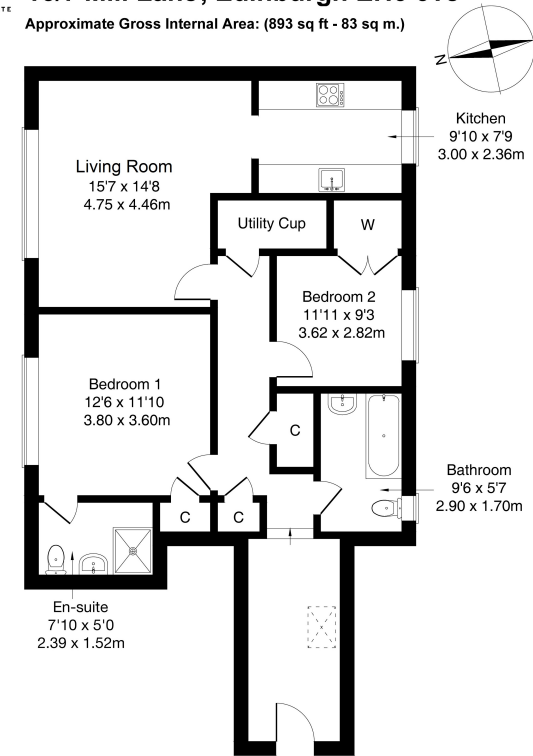 TE
Approximate Gross Internal Area: (893 sq ft - 83 sq m.)
N
Kitchen
9'10 x 7'9
3.00 x 2.36m
Living Room
15'7 x 14'8
4.75 x 4.46m
Utility Cup
W
Bedroom 2
11'11 x 9'3
3.62 x 2.82m
Bedroom 1
12'6 x 11'10
3.80 x 3.60m
C
Bathroom
9'6 x 5'7
2.90 x 1.70m
C
C
En-suite
7'10 x 5'0
2.39 x 1.52m